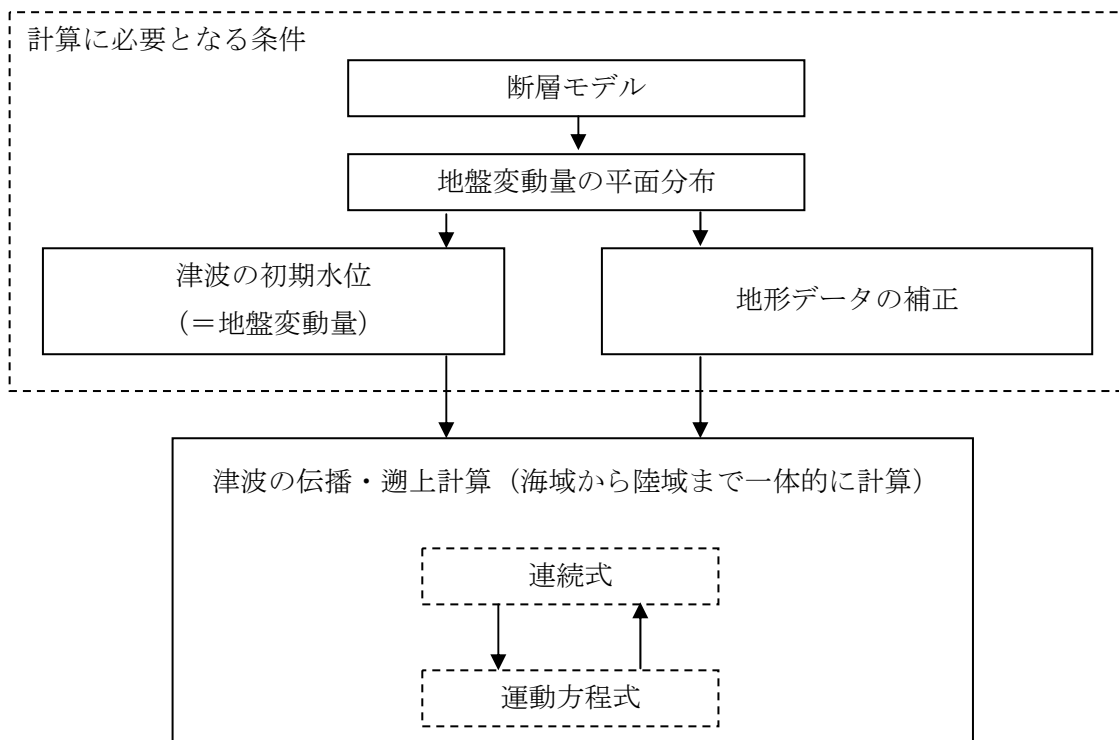 計算に必要となる条件
断層モデル
地盤変動量の平面分布
津波の初期水位
（＝地盤変動量）
地形データの補正
津波の伝播・遡上計算（海域から陸域まで一体的に計算）
連続式
運動方程式